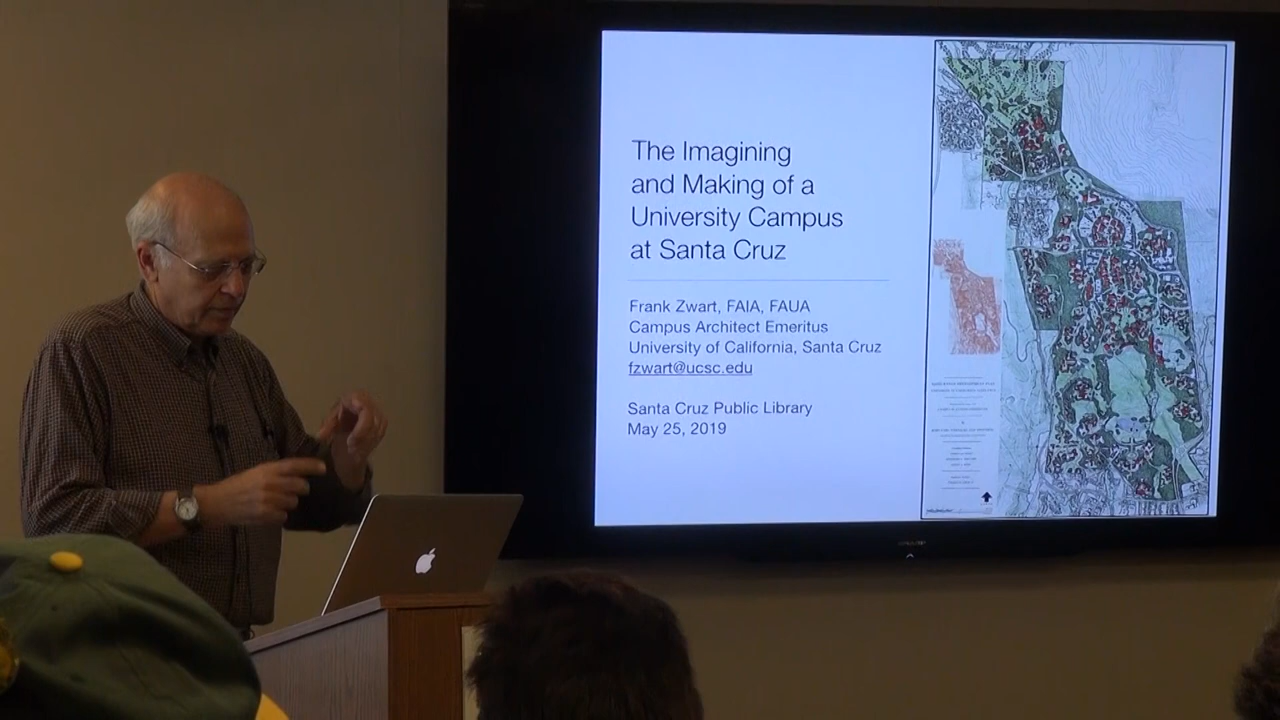 The Imagining
and Making of a
University Campus
at Santa Cruz
Frank Zwart, FAIA, FAUA
Campus Architect Emeritus
University of California, Santa Cruz
fzwart@ucsc.edu
Santa Cruz Public Library
May 25, 2019